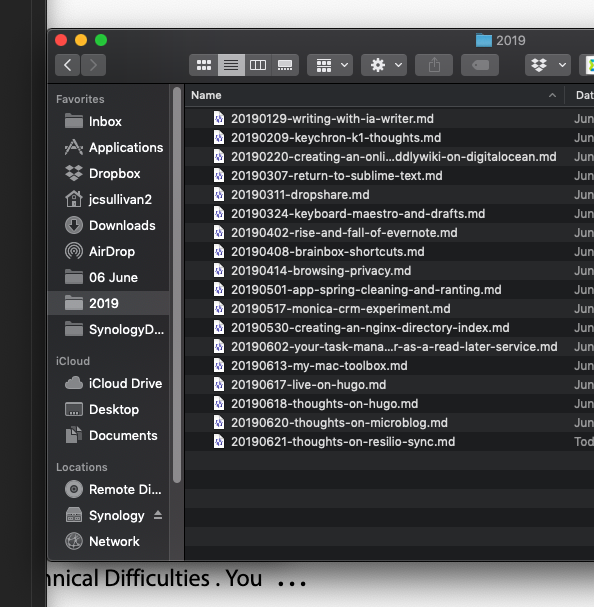 2019
Name
Dat
Favorites
Inbox
Applications
Dropbox
jcsullivan2
Downloads
AirDrop
06 June
2019
SynologyD...
iCloud
iCloud Drive
Desktop
Documents
Locations
Remote Di...
Synology
Network
20190129-writing-with-ia-writer.md Jun
20190209-keychron-k1-thoughts.md Jun
20190220-creating-an-onli...ddlywiki-on-digitalocean.md Jun
20190307-return-to-sublime-text.md Jun
20190311-dropshare.md Jun
20190324-keyboard-maestro-and-drafts.md Jun
20190402-rise-and-fall-of-evernote.md Jun
20190408-brainbox-shortcuts.md Jun
20190414-browsing-privacy.md Jun
20190501-app-spring-cleaning-and-ranting.md Jun
20190517-monica-crm-experiment.md Jun
20190530-creating-an-nginx-directory-index.md Jun
20190602-your-task-mana...r-as-a-read-later-service.md Jun
20190613-my-mac-toolbox.md Jun
20190617-live-on-hugo.md Jun
20190618-thoughts-on-hugo.md Jun
20190620-thoughts-on-microblog.md Jun
20190621-thoughts-on-resilio-sync.md Tod
nnical Difficulties . You ...